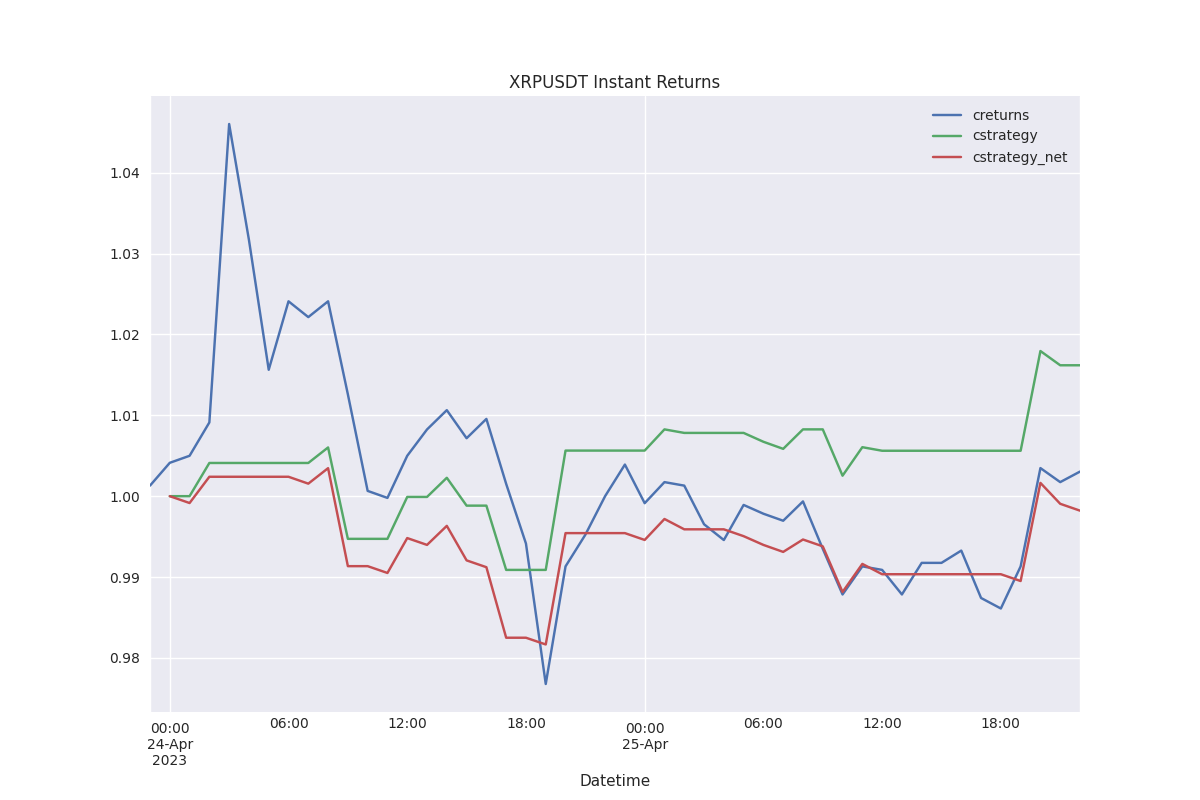 XRPUSDT Instant Returns
creturns
cstrategy
cstrategy_net
1.04
1.03
1.02
1.01
1.00
0.99
0.98
00:00
24-Apr
2023
06:00
12:00
18:00
00:00
25-Apr
06:00
12:00
18:00
Datetime